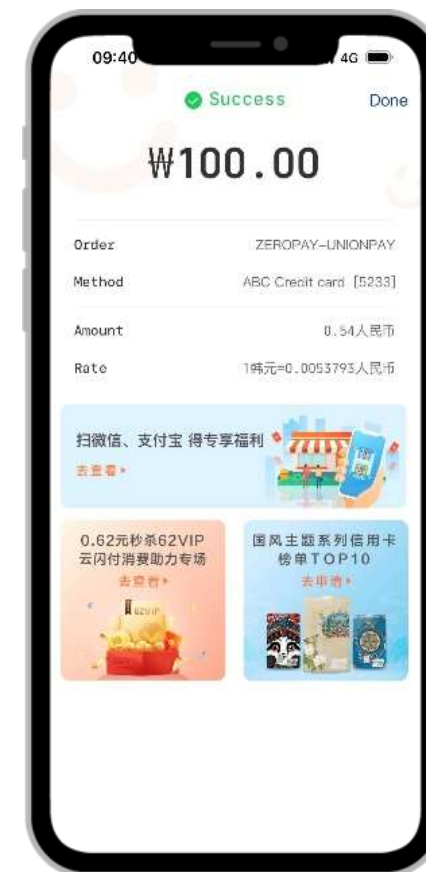 09:40
4G
Success
Done
₩100.00
Order
ZEROPAY-UNIONPAY
Method
ABC Credit card [5233]
Amount
0.54人民币
Rate
1韩元=0.0053793人民币
扫微信、支付宝 得专享福利
去查看
0.62元秒杀62VIP
云闪付消费助力专场
去查看
62VIP
国风主题系列信用卡
榜单TOP10
去申请